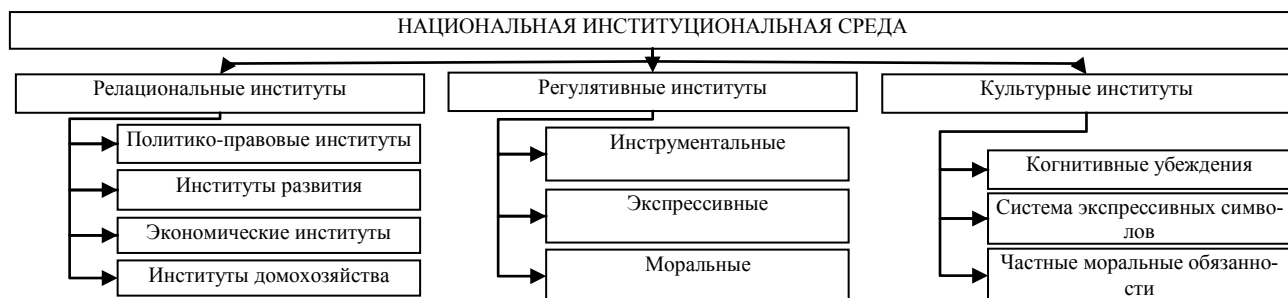 НАЦИОНАЛЬНАЯ ИНСТИТУЦИОНАЛЬНАЯ СРЕДА
Релациональные институты
Политико-правовые институты
Институты развития
Экономические институты
Институты домохозяйства
Регулятивные институты
Инструментальные
Экспрессивные
Моральные
Культурные институты
Когнитивные убеждения
Система экспрессивных симво-
лов
Частные моральные обязанно-
сти